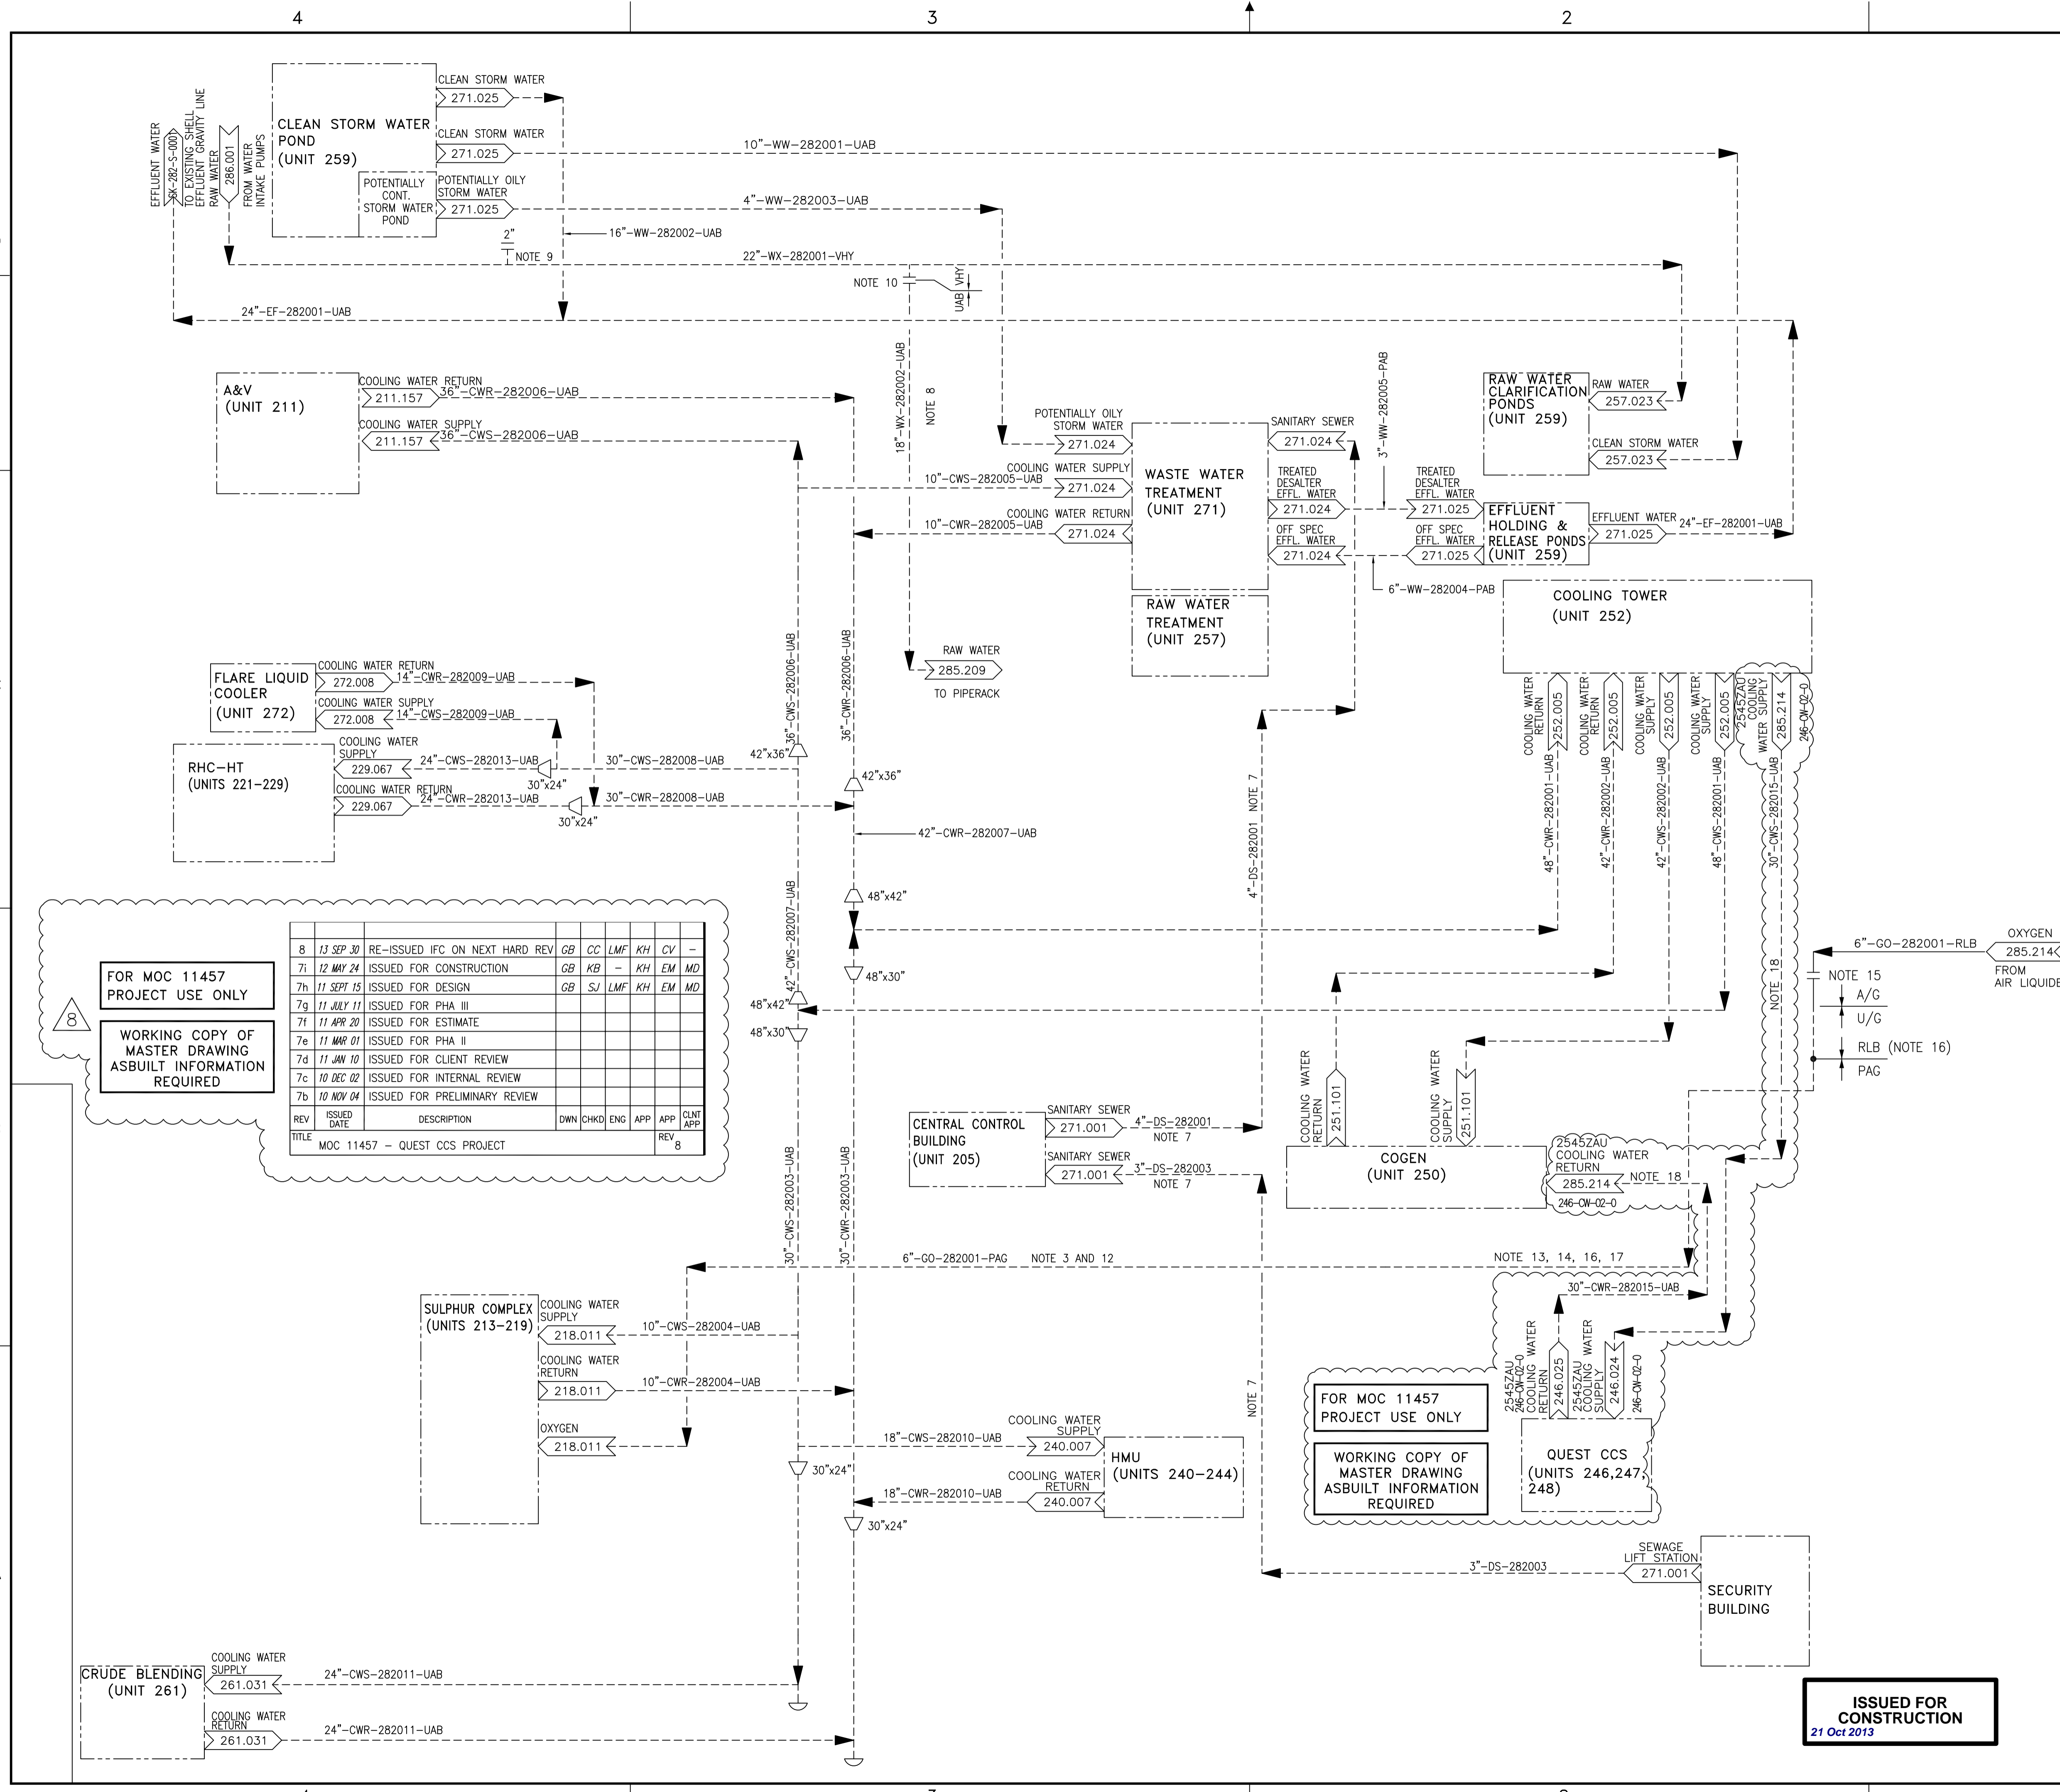 4
3
2
CLEAN STORM WATER
271.025
CLEAN STORM WATER
POND
(UNIT 259)
CLEAN STORM WATER
271.025
POTENTIALLY
CONT.
STORM WATER
POND
POTENTIALLY OILY
STORM WATER
271.025
EFFLUENT WATER
SK-282-S-0001
TO EXISTING SHELL
EFFLUENT GRAVITY LINE
RAW WATER
286.001
FROM WATER
INTAKE PUMPS
10"-WW-282001-UAB
4"-WW-282003-UAB
16"-WW-282002-UAB
2"
NOTE 9
22"-WX-282001-VHY
NOTE 10
UAB
VHY
24"-EF-282001-UAB
A&V
(UNIT 211)
COOLING WATER RETURN
211.157
36"-CWR-282006-UAB
COOLING WATER SUPPLY
211.157
36"-CWS-282006-UAB
18"-WX-282002-UAB
NOTE 8
POTENTIALLY OILY
STORM WATER
271.024
COOLING WATER SUPPLY
10"-CWS-282005-UAB
271.024
COOLING WATER RETURN
10"-CWR-282005-UAB
271.024
WASTE WATER
TREATMENT
(UNIT 271)
SANITARY SEWER
271.024
TREATED
DESALTER
EFFL. WATER
271.024
OFF SPEC
EFFL. WATER
271.024
3"-WW-282005-PAB
TREATED
DESALTER
EFFL. WATER
271.025
OFF SPEC
EFFL. WATER
271.025
6"-WW-282004-PAB
RAW WATER
CLARIFICATION
PONDS
(UNIT 259)
RAW WATER
257.023
CLEAN STORM WATER
257.023
EFFLUENT
HOLDING &
RELEASE PONDS
(UNIT 259)
EFFLUENT WATER
271.025
24"-EF-282001-UAB
RAW WATER
TREATMENT
(UNIT 257)
COOLING TOWER
(UNIT 252)
RAW WATER
285.209
TO PIPERACK
36"-CWS-282006-UAB
36"-CWR-282006-UAB
FLARE LIQUID
COOLER
(UNIT 272)
COOLING WATER RETURN
272.008
14"-CWR-282009-UAB
COOLING WATER SUPPLY
272.008
14"-CWS-282009-UAB
RHC-HT
(UNITS 221-229)
COOLING WATER
SUPPLY
229.067
24"-CWS-282013-UAB
30"x24"
30"-CWS-282008-UAB
COOLING WATER RETURN
229.067
24"-CWR-282013-UAB
30"x24"
30"-CWR-282008-UAB
42"x36"
42"x36"
42"-CWR-282007-UAB
48"x42"
42"-CWS-282007-UAB
48"x30"
48"x42"
48"x30"
COOLING WATER
RETURN
252.005
48"-CWR-282001-UAB
COOLING WATER
RETURN
252.005
42"-CWR-282002-UAB
COOLING WATER
SUPPLY
252.005
42"-CWS-282002-UAB
COOLING WATER
SUPPLY
252.005
48"-CWS-282001-UAB
2545ZAU
COOLING
WATER SUPPLY
285.214
246-CW-02-0
30"-CWS-282015-UAB
NOTE 18
4"-DS-282001 NOTE 7
6"-GO-282001-RLB
OXYGEN
285.214
FROM
AIR LIQUIDE
NOTE 15
A/G
U/G
RLB (NOTE 16)
PAG
FOR MOC 11457
PROJECT USE ONLY
8
WORKING COPY OF
MASTER DRAWING
ASBUILT INFORMATION
REQUIRED
8 13 SEP 30 RE-ISSUED IFC ON NEXT HARD REV GB CC LMF KH CV -
7i 12 MAY 24 ISSUED FOR CONSTRUCTION GB KB - KH EM MD
7h 11 SEPT 15 ISSUED FOR DESIGN GB SJ LMF KH EM MD
7g 11 JULY 11 ISSUED FOR PHA III
7f 11 APR 20 ISSUED FOR ESTIMATE
7e 11 MAR 01 ISSUED FOR PHA II
7d 11 JAN 10 ISSUED FOR CLIENT REVIEW
7c 10 DEC 02 ISSUED FOR INTERNAL REVIEW
7b 10 NOV 04 ISSUED FOR PRELIMINARY REVIEW
REV ISSUED DATE DESCRIPTION DWN CHKD ENG APP APP CLNT APP
TITLE MOC 11457 - QUEST CCS PROJECT REV 8
CENTRAL CONTROL
BUILDING
(UNIT 205)
SANITARY SEWER
271.001
4"-DS-282001
NOTE 7
SANITARY SEWER
271.001
3"-DS-282003
NOTE 7
COOLING WATER
RETURN
251.101
COOLING WATER
SUPPLY
251.101
COGEN
(UNIT 250)
2545ZAU
COOLING WATER
RETURN
285.214
NOTE 18
246-CW-02-0
30"-CWS-282003-UAB
30"-CWR-282003-UAB
6"-GO-282001-PAG NOTE 3 AND 12
NOTE 13, 14, 16, 17
SULPHUR COMPLEX
(UNITS 213-219)
COOLING WATER
SUPPLY
218.011
10"-CWS-282004-UAB
COOLING WATER
RETURN
218.011
10"-CWR-282004-UAB
OXYGEN
218.011
30"-CWR-282015-UAB
2545ZAU
246-CW-02-0
COOLING WATER
RETURN
246.025
2545ZAU
COOLING WATER
SUPPLY
246.024
246-CW-02-0
NOTE 7
FOR MOC 11457
PROJECT USE ONLY
WORKING COPY OF
MASTER DRAWING
ASBUILT INFORMATION
REQUIRED
QUEST CCS
(UNITS 246,247,
248)
18"-CWS-282010-UAB
COOLING WATER
SUPPLY
240.007
30"x24"
18"-CWR-282010-UAB
COOLING WATER
RETURN
240.007
30"x24"
HMU
(UNITS 240-244)
3"-DS-282003
SEWAGE
LIFT STATION
271.001
SECURITY
BUILDING
CRUDE BLENDING
(UNIT 261)
COOLING WATER
SUPPLY
261.031
24"-CWS-282011-UAB
COOLING WATER
RETURN
261.031
24"-CWR-282011-UAB
ISSUED FOR
CONSTRUCTION
21 Oct 2013